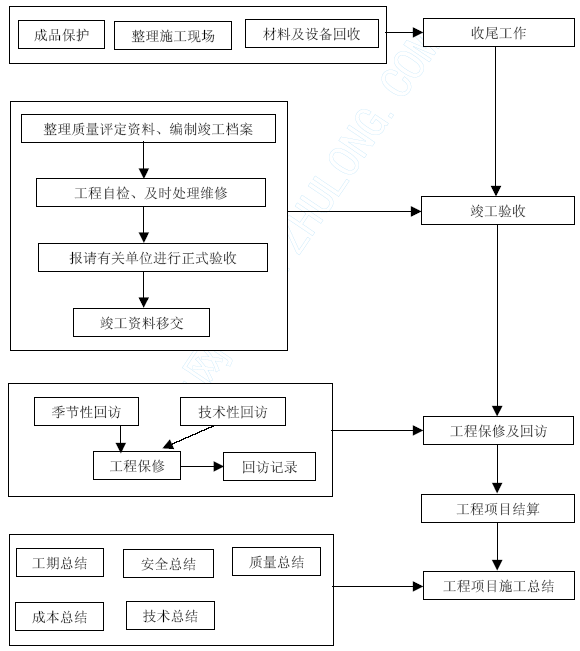 成品保护
整理施工现场
材料及设备回收
收尾工作
整理质量评定资料、编制竣工档案
工程自检、及时处理维修
报请有关单位进行正式验收
竣工资料移交
竣工验收
季节性回访
技术性回访
工程保修
回访记录
工程保修及回访
工程项目结算
工期总结
安全总结
质量总结
成本总结
技术总结
工程项目施工总结
网
ZHULONG.COM